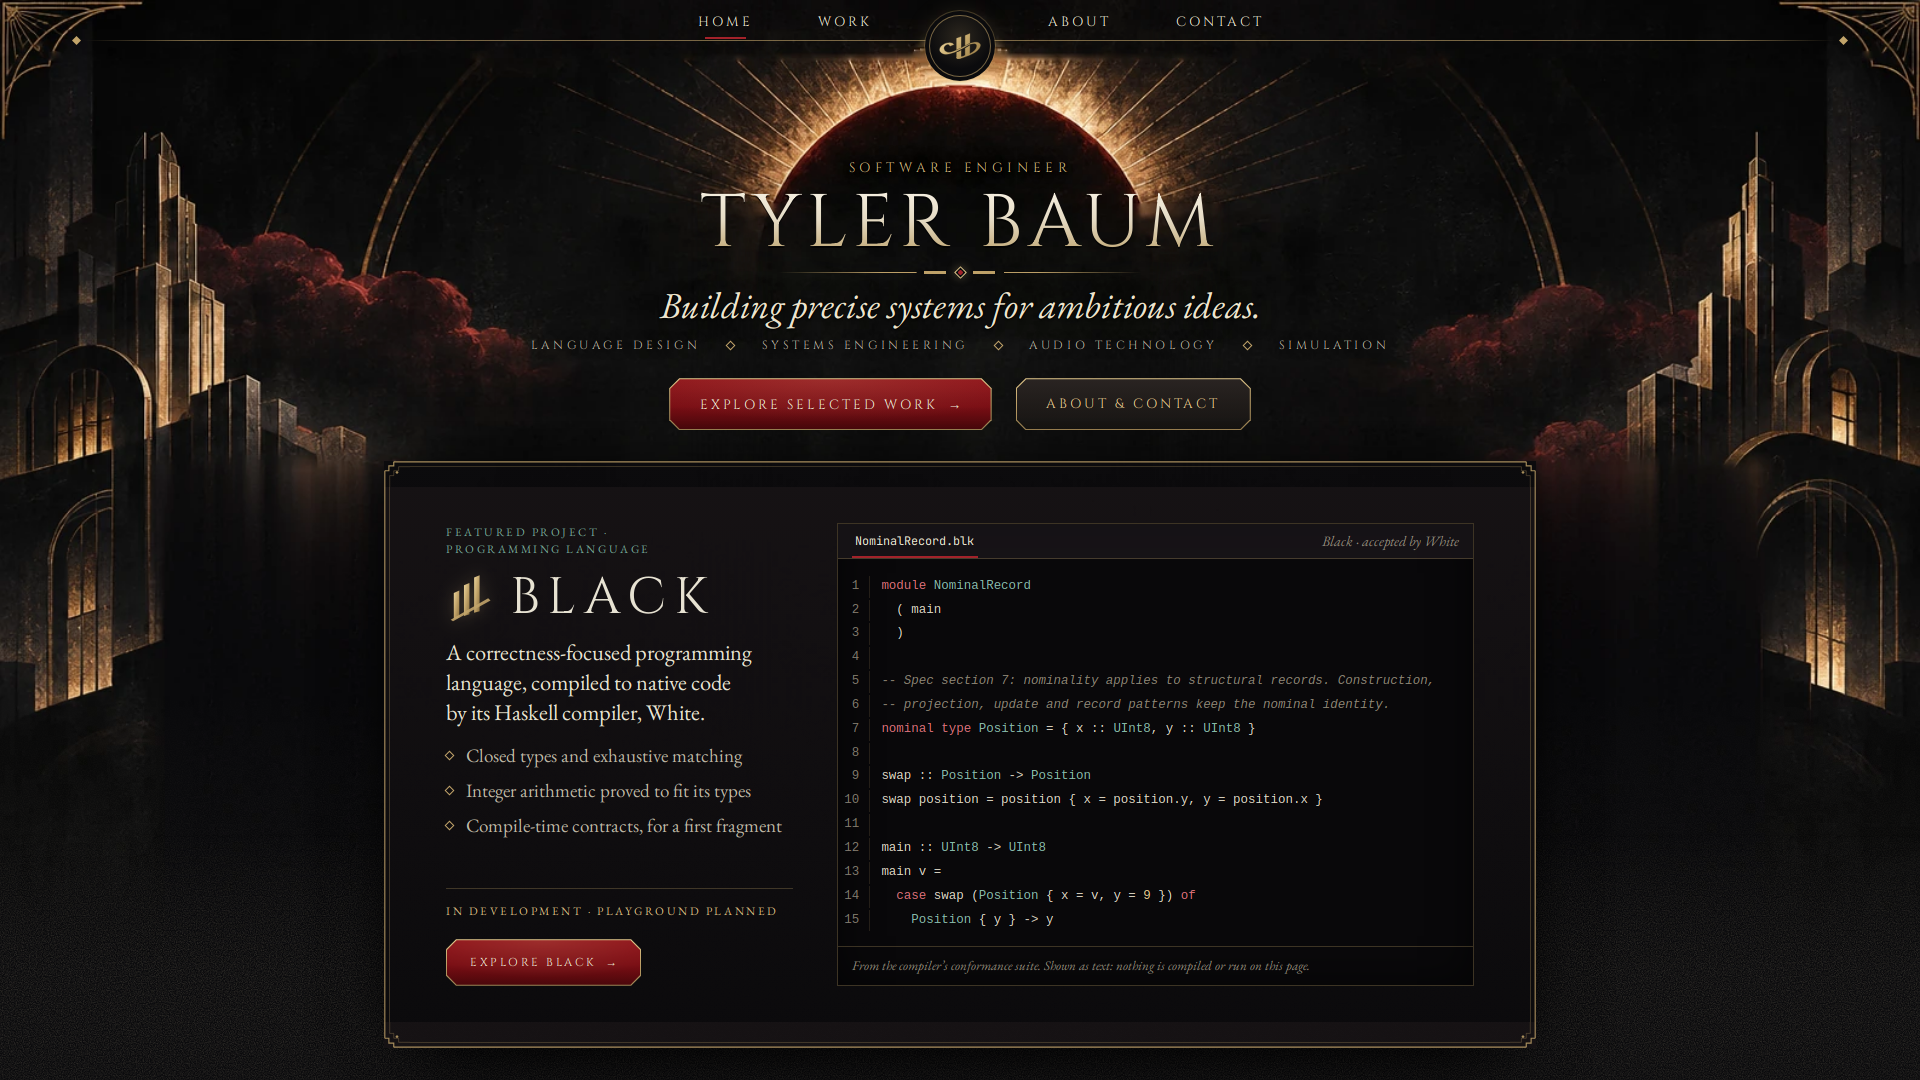 HOME
WORK
ABOUT
CONTACT
SOFTWARE ENGINEER
TYLER BAUM
Building precise systems for ambitious ideas.
LANGUAGE DESIGN ◇ SYSTEMS ENGINEERING ◇ AUDIO TECHNOLOGY ◇ SIMULATION
EXPLORE SELECTED WORK →
ABOUT & CONTACT
FEATURED PROJECT ·
PROGRAMMING LANGUAGE
BLACK
A correctness-focused programming
language, compiled to native code
by its Haskell compiler, White.
Closed types and exhaustive matching
Integer arithmetic proved to fit its types
Compile-time contracts, for a first fragment
IN DEVELOPMENT · PLAYGROUND PLANNED
EXPLORE BLACK →
NominalRecord.blk
Black · accepted by White
1 module NominalRecord
2   ( main
3   )
4
5 -- Spec section 7: nominality applies to structural records. Construction,
6 -- projection, update and record patterns keep the nominal identity.
7 nominal type Position = { x :: UInt8, y :: UInt8 }
8
9 swap :: Position -> Position
10 swap position = position { x = position.y, y = position.x }
11
12 main :: UInt8 -> UInt8
13 main v =
14   case swap (Position { x = v, y = 9 }) of
15     Position { y } -> y
From the compiler's conformance suite. Shown as text: nothing is compiled or run on this page.